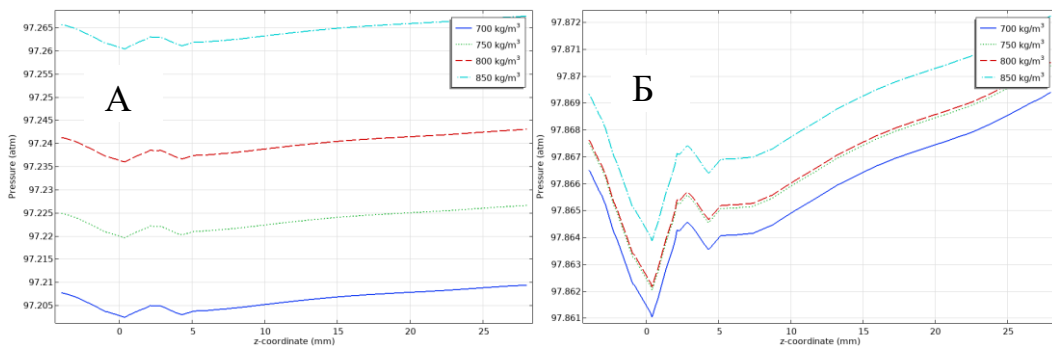 97.265
97.26
97.255
97.25
97.245
97.24
97.235
97.23
97.225
97.22
97.215
97.21
97.205
Pressure (atm)
0 5 10 15 20 25
z-coordinate (mm)
700 kg/m³
750 kg/m³
800 kg/m³
850 kg/m³
А
97.872
97.871
97.87
97.869
97.868
97.867
97.866
97.865
97.864
97.863
97.862
97.861
Pressure (atm)
0 5 10 15 20 25
z-coordinate (mm)
700 kg/m³
750 kg/m³
800 kg/m³
850 kg/m³
Б